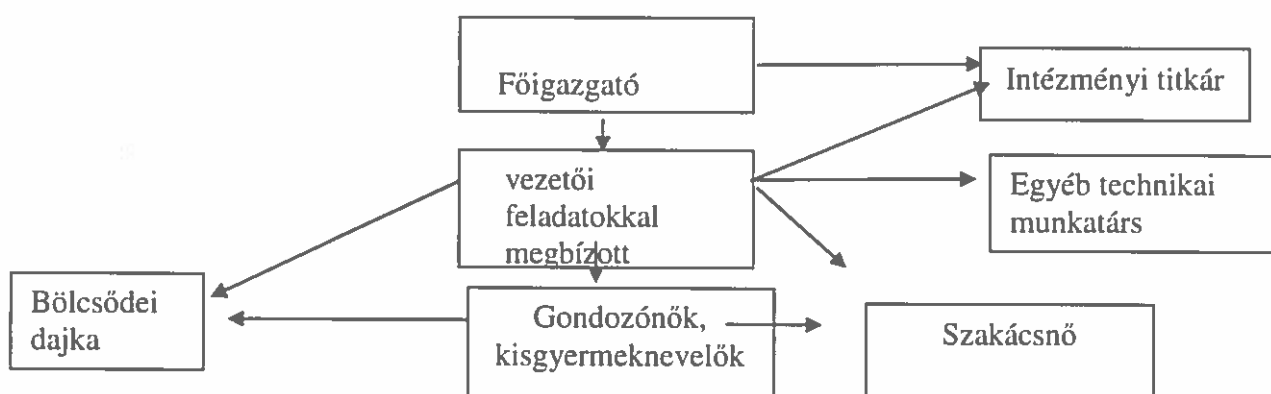 Főigazgató
Intézményi titkár
vezetői
feladatokkal
megbízott
Egyéb technikai
munkatárs
Bölcsődei
dajka
Gondozónők,
kisgyermeknevelők
Szakácsnő